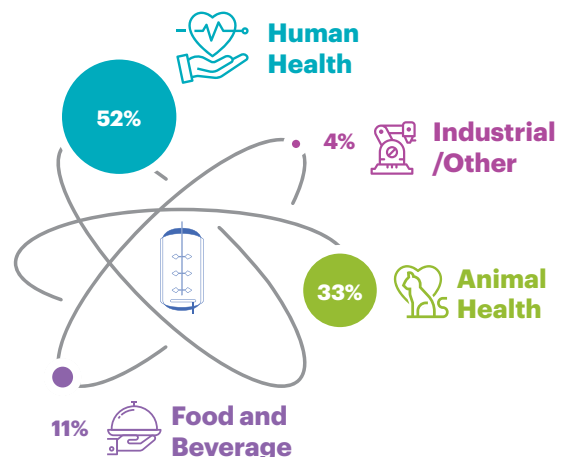 Human
Health
52%
4%
Industrial
/Other
33%
Animal
Health
11%
Food and
Beverage